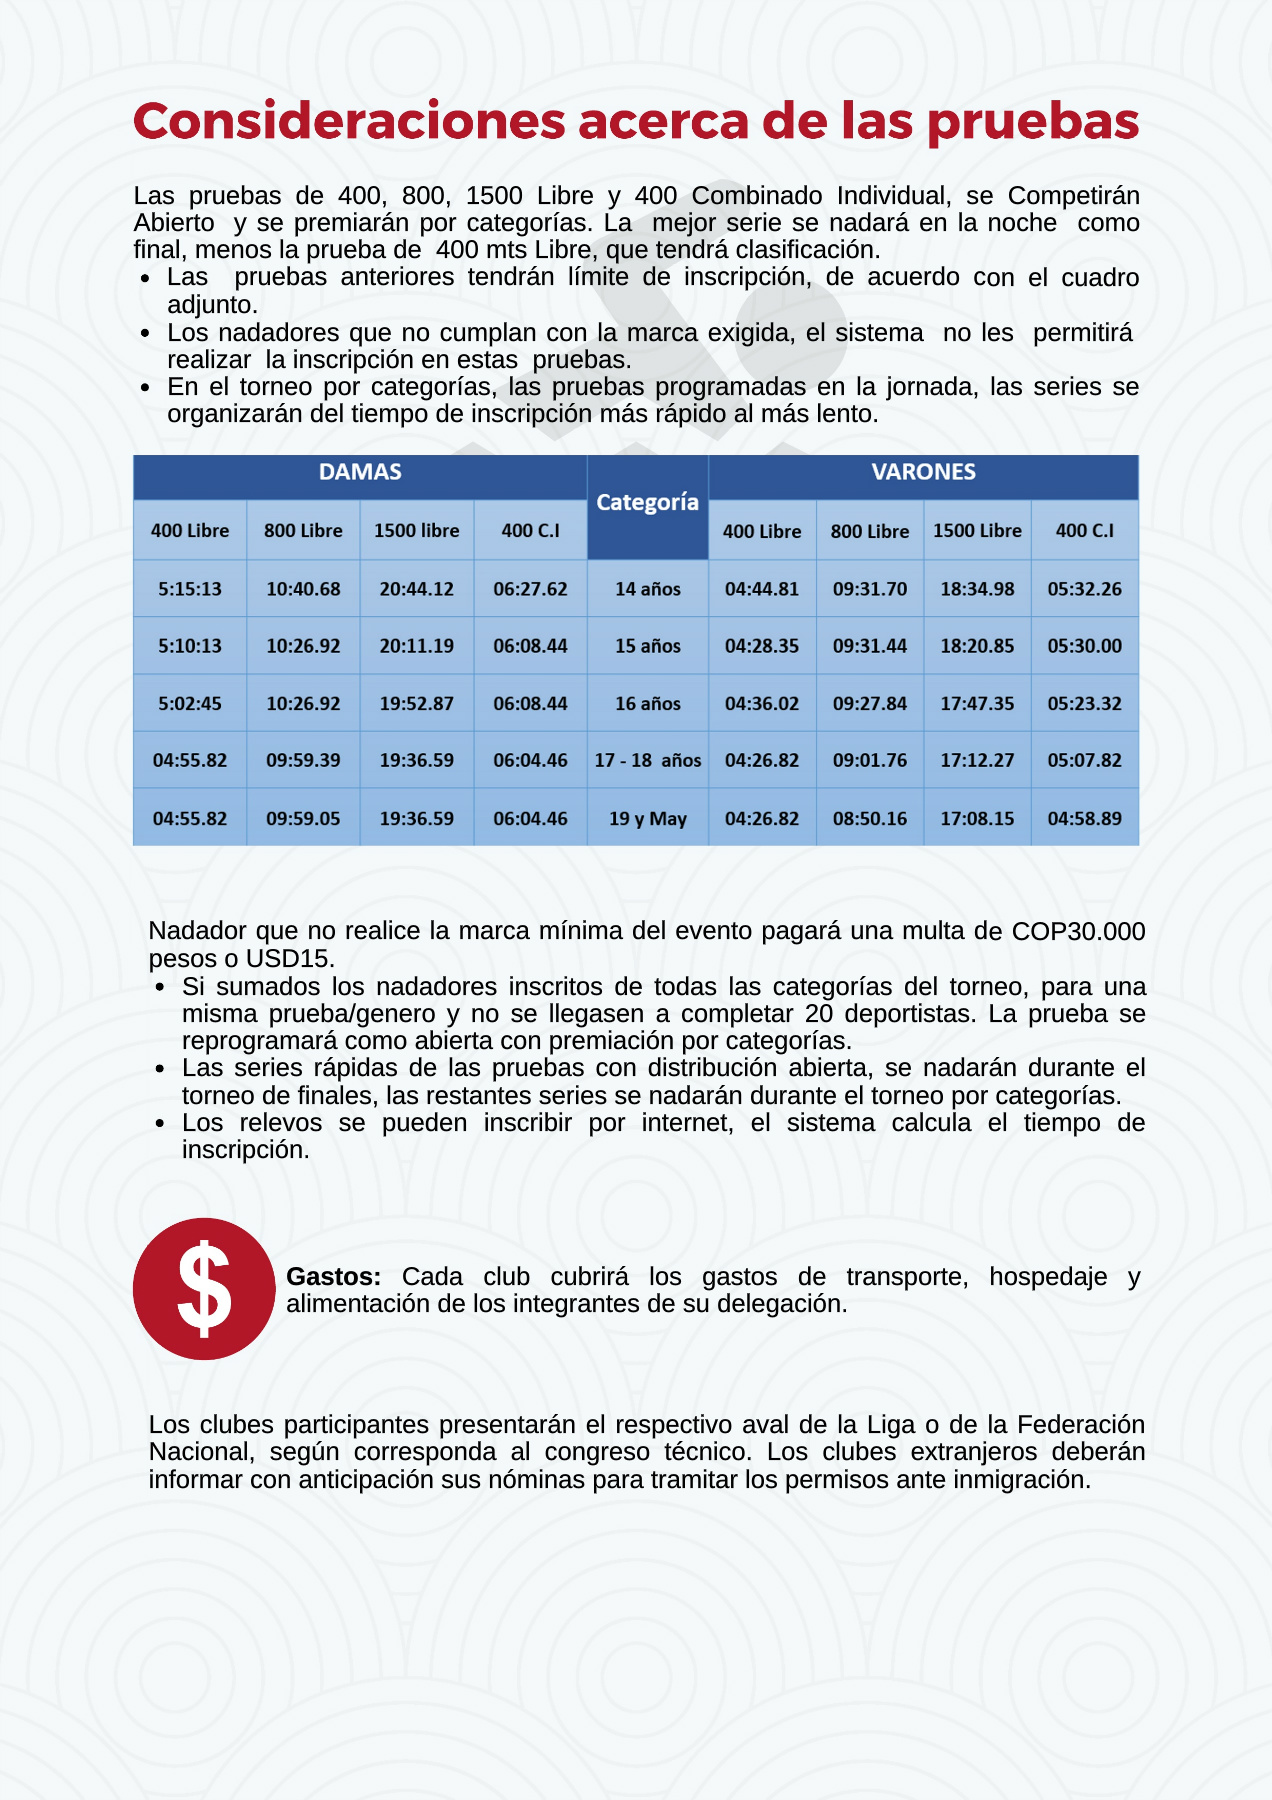 Consideraciones acerca de las pruebas
Las pruebas de 400, 800, 1500 Libre y 400 Combinado Individual, se Competirán
Abierto y se premiarán por categorías. La mejor serie se nadará en la noche como
final, menos la prueba de 400 mts Libre, que tendrá clasificación.
• Las pruebas anteriores tendrán límite de inscripción, de acuerdo con el cuadro
adjunto.
• Los nadadores que no cumplan con la marca exigida, el sistema no les permitirá
realizar la inscripción en estas pruebas.
• En el torneo por categorías, las pruebas programadas en la jornada, las series se
organizarán del tiempo de inscripción más rápido al más lento.
DAMAS Categoría VARONES
400 Libre 800 Libre 1500 libre 400 C.I 400 Libre 800 Libre 1500 Libre 400 C.I
5:15:13 10:40.68 20:44.12 06:27.62 14 años 04:44.81 09:31.70 18:34.98 05:32.26
5:10:13 10:26.92 20:11.19 06:08.44 15 años 04:28.35 09:31.44 18:20.85 05:30.00
5:02:45 10:26.92 19:52.87 06:08.44 16 años 04:36.02 09:27.84 17:47.35 05:23.32
04:55.82 09:59.39 19:36.59 06:04.46 17 - 18 años 04:26.82 09:01.76 17:12.27 05:07.82
04:55.82 09:59.05 19:36.59 06:04.46 19 y May 04:26.82 08:50.16 17:08.15 04:58.89
Nadador que no realice la marca mínima del evento pagará una multa de COP30.000
pesos o USD15.
• Si sumados los nadadores inscritos de todas las categorías del torneo, para una
misma prueba/genero y no se llegasen a completar 20 deportistas. La prueba se
reprogramará como abierta con premiación por categorías.
• Las series rápidas de las pruebas con distribución abierta, se nadarán durante el
torneo de finales, las restantes series se nadarán durante el torneo por categorías.
• Los relevos se pueden inscribir por internet, el sistema calcula el tiempo de
inscripción.
$
Gastos: Cada club cubrirá los gastos de transporte, hospedaje y
alimentación de los integrantes de su delegación.
Los clubes participantes presentarán el respectivo aval de la Liga o de la Federación
Nacional, según corresponda al congreso técnico. Los clubes extranjeros deberán
informar con anticipación sus nóminas para tramitar los permisos ante inmigración.